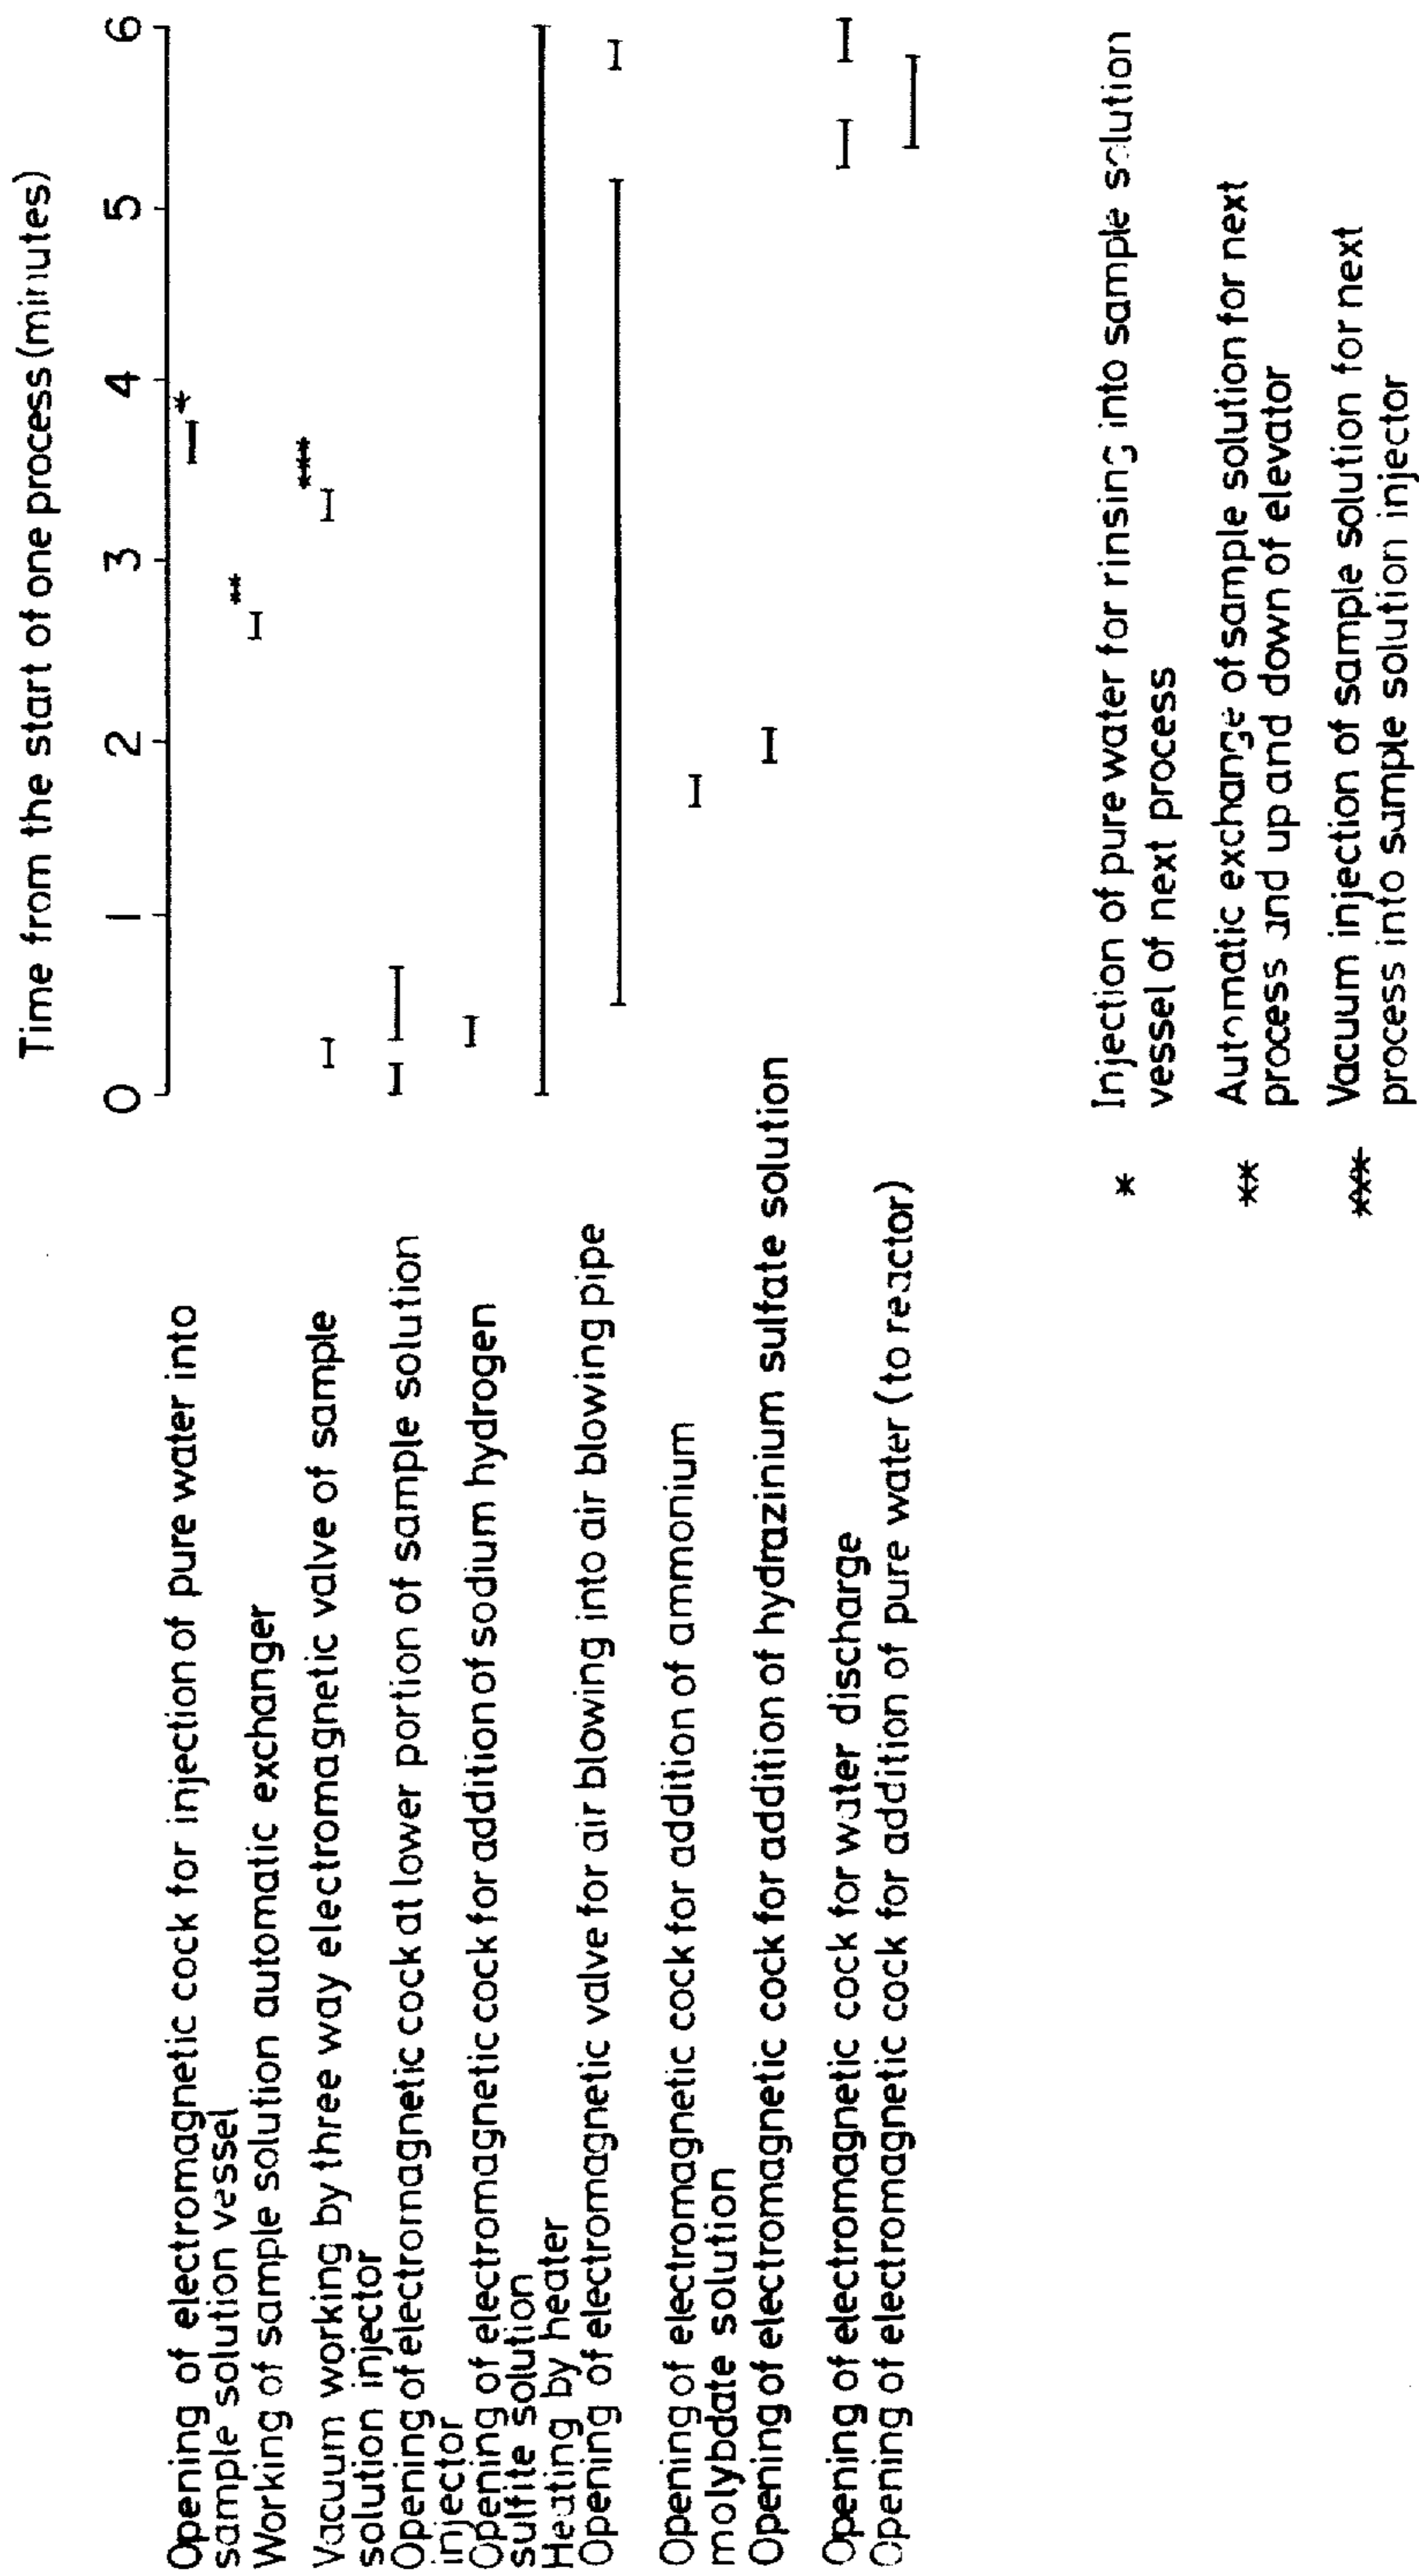 Time from the start of one process (minutes)
0 1 2 3 4 5 6
Opening of electromagnetic cock for injection of pure water into
sample solution vessel
Working of sample solution automatic exchanger
Vacuum working by three way electromagnetic valve of sample
solution injector
Opening of electromagnetic cock at lower portion of sample solution
injector
Opening of electromagnetic cock for addition of sodium hydrogen
sulfite solution
Heating by heater
Opening of electromagnetic valve for air blowing into air blowing pipe
Opening of electromagnetic cock for addition of ammonium
molybdate solution
Opening of electromagnetic cock for addition of hydrazinium sulfate solution
Opening of electromagnetic cock for water discharge
Opening of electromagnetic cock for addition of pure water (to reactor)
*
**
***
* Injection of pure water for rinsing into sample solution
vessel of next process
** Automatic exchange of sample solution for next
process and up and down of elevator
*** Vacuum injection of sample solution for next
process into sample solution injector